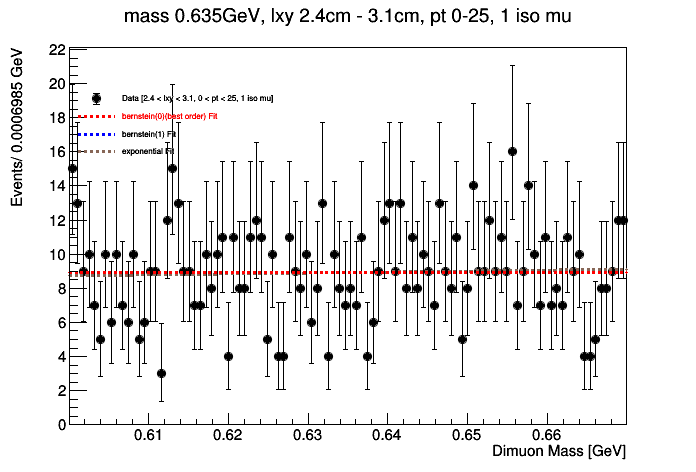 mass 0.635GeV, lxy 2.4cm - 3.1cm, pt 0-25, 1 iso mu
Events/ 0.0006985 GeV
22
20
18
16
14
12
10
8
6
4
2
0
Data [2.4 < lxy < 3.1, 0 < pt < 25, 1 iso mu]
bernstein(0)(best order) Fit
bernstein(1) Fit
exponential Fit
0.61 0.62 0.63 0.64 0.65 0.66
Dimuon Mass [GeV]